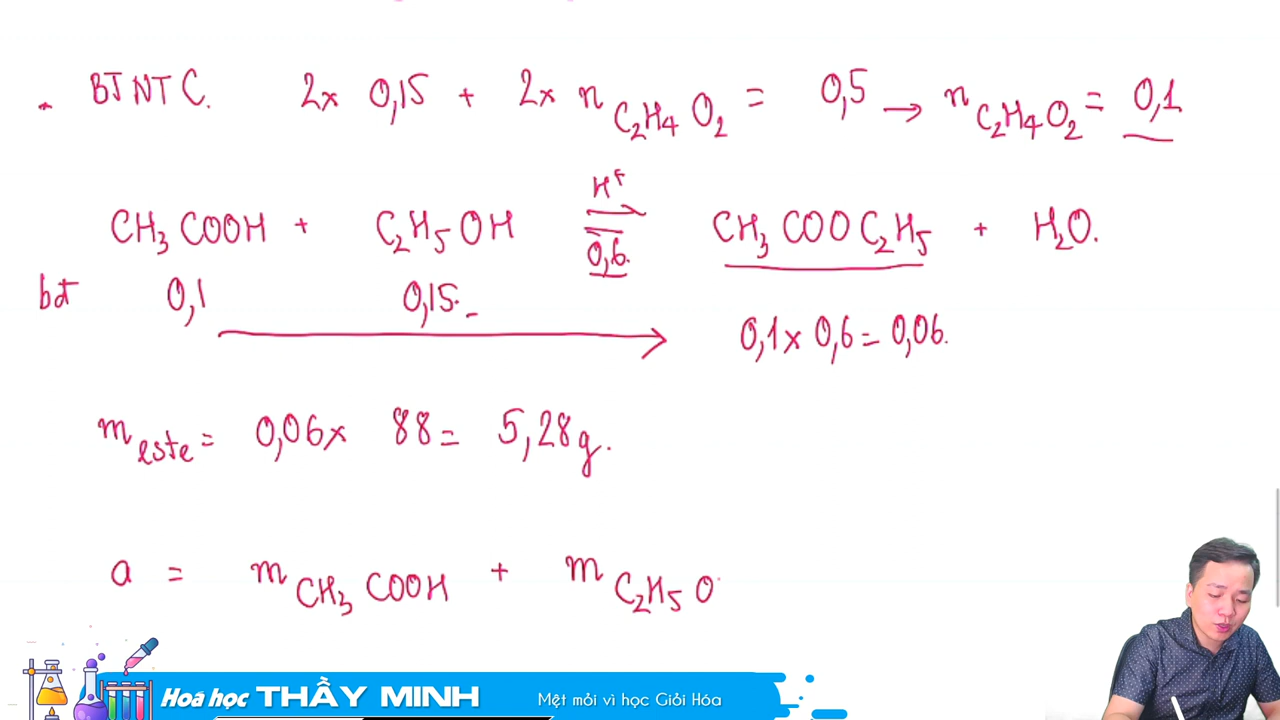 BTNT C. 2x 0,15 + 2x n C₂H₄O₂ = 0,5 → n C₂H₄O₂ = 0,1
CH₃COOH + C₂H₅OH ⇌ CH₃COOC₂H₅ + H₂O.
H⁺
0,6.
bđ 0,1 0,15.
0,1 x 0,6 = 0,06.
m este = 0,06 x 88 = 5,28g.
a = m CH₃COOH + m C₂H₅O
Hoá học THẦY MINH Mệt mỏi vì học Giỏi Hóa